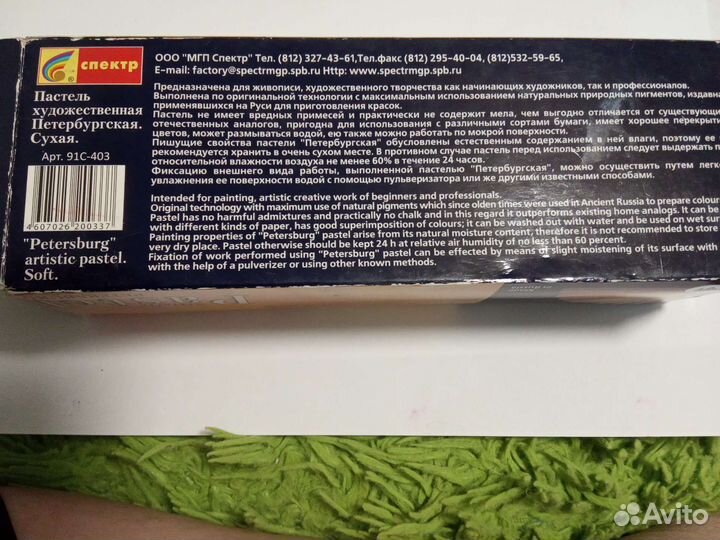 спектр
ООО "МГП Спектр" Тел. (812) 327-43-61,Тел.факс (812) 295-40-04, (812)532-59-65,
E-mail: factory@spectrmgp.spb.ru Http: www.spectrmgp.spb.ru
Пастель
художественная
Петербургская.
Сухая.
Арт. 91С-403
4607026200337
"Petersburg"
artistic pastel.
Soft.
Предназначена для живописи, художественного творчества как начинающих художников, так и профессионалов.
Выполнена по оригинальной технологии с максимальным использованием натуральных природных пигментов, издавна
применявшихся на Руси для приготовления красок.
Пастель не имеет вредных примесей и практически не содержит мела, чем выгодно отличается от существующи
отечественных аналогов, пригодна для использования с различными сортами бумаги, имеет хорошее перекрыти
цветов, может размываться водой, ею также можно работать по мокрой поверхности.
Пишущие свойства пастели "Петербургская" обусловлены естественным содержанием в ней влаги, поэтому ее
рекомендуется хранить в очень сухом месте. В противном случае пастель перед использованием следует выдержать п
относительной влажности воздуха не менее 60% в течение 24 часов.
Фиксацию внешнего вида работы, выполненной пастелью "Петербургская", можно осуществить путем легко
увлажнения ее поверхности водой с помощью пульверизатора или же другими известными способами.
Intended for painting, artistic creative work of beginners and professionals.
Original technology with maximum use of natural pigments which since olden times were used in Ancient Russia to prepare colour
Pastel has no harmful admixtures and practically no chalk and in this regard it outperforms existing home analogs. It can be
with different kinds of paper, has good superposition of colours; it can be washed out with water and be used on wet sur
Painting properties of "Petersburg" pastel arise from its natural moisture content, therefore it is not recommended to store
very dry place. Pastel otherwise should be kept 24 h at relative air humidity of no less than 60 percent.
Fixation of work performed using "Petersburg" pastel can be effected by means of slight moistening of its surface with
with the help of a pulverizer or using other known methods.
Avito